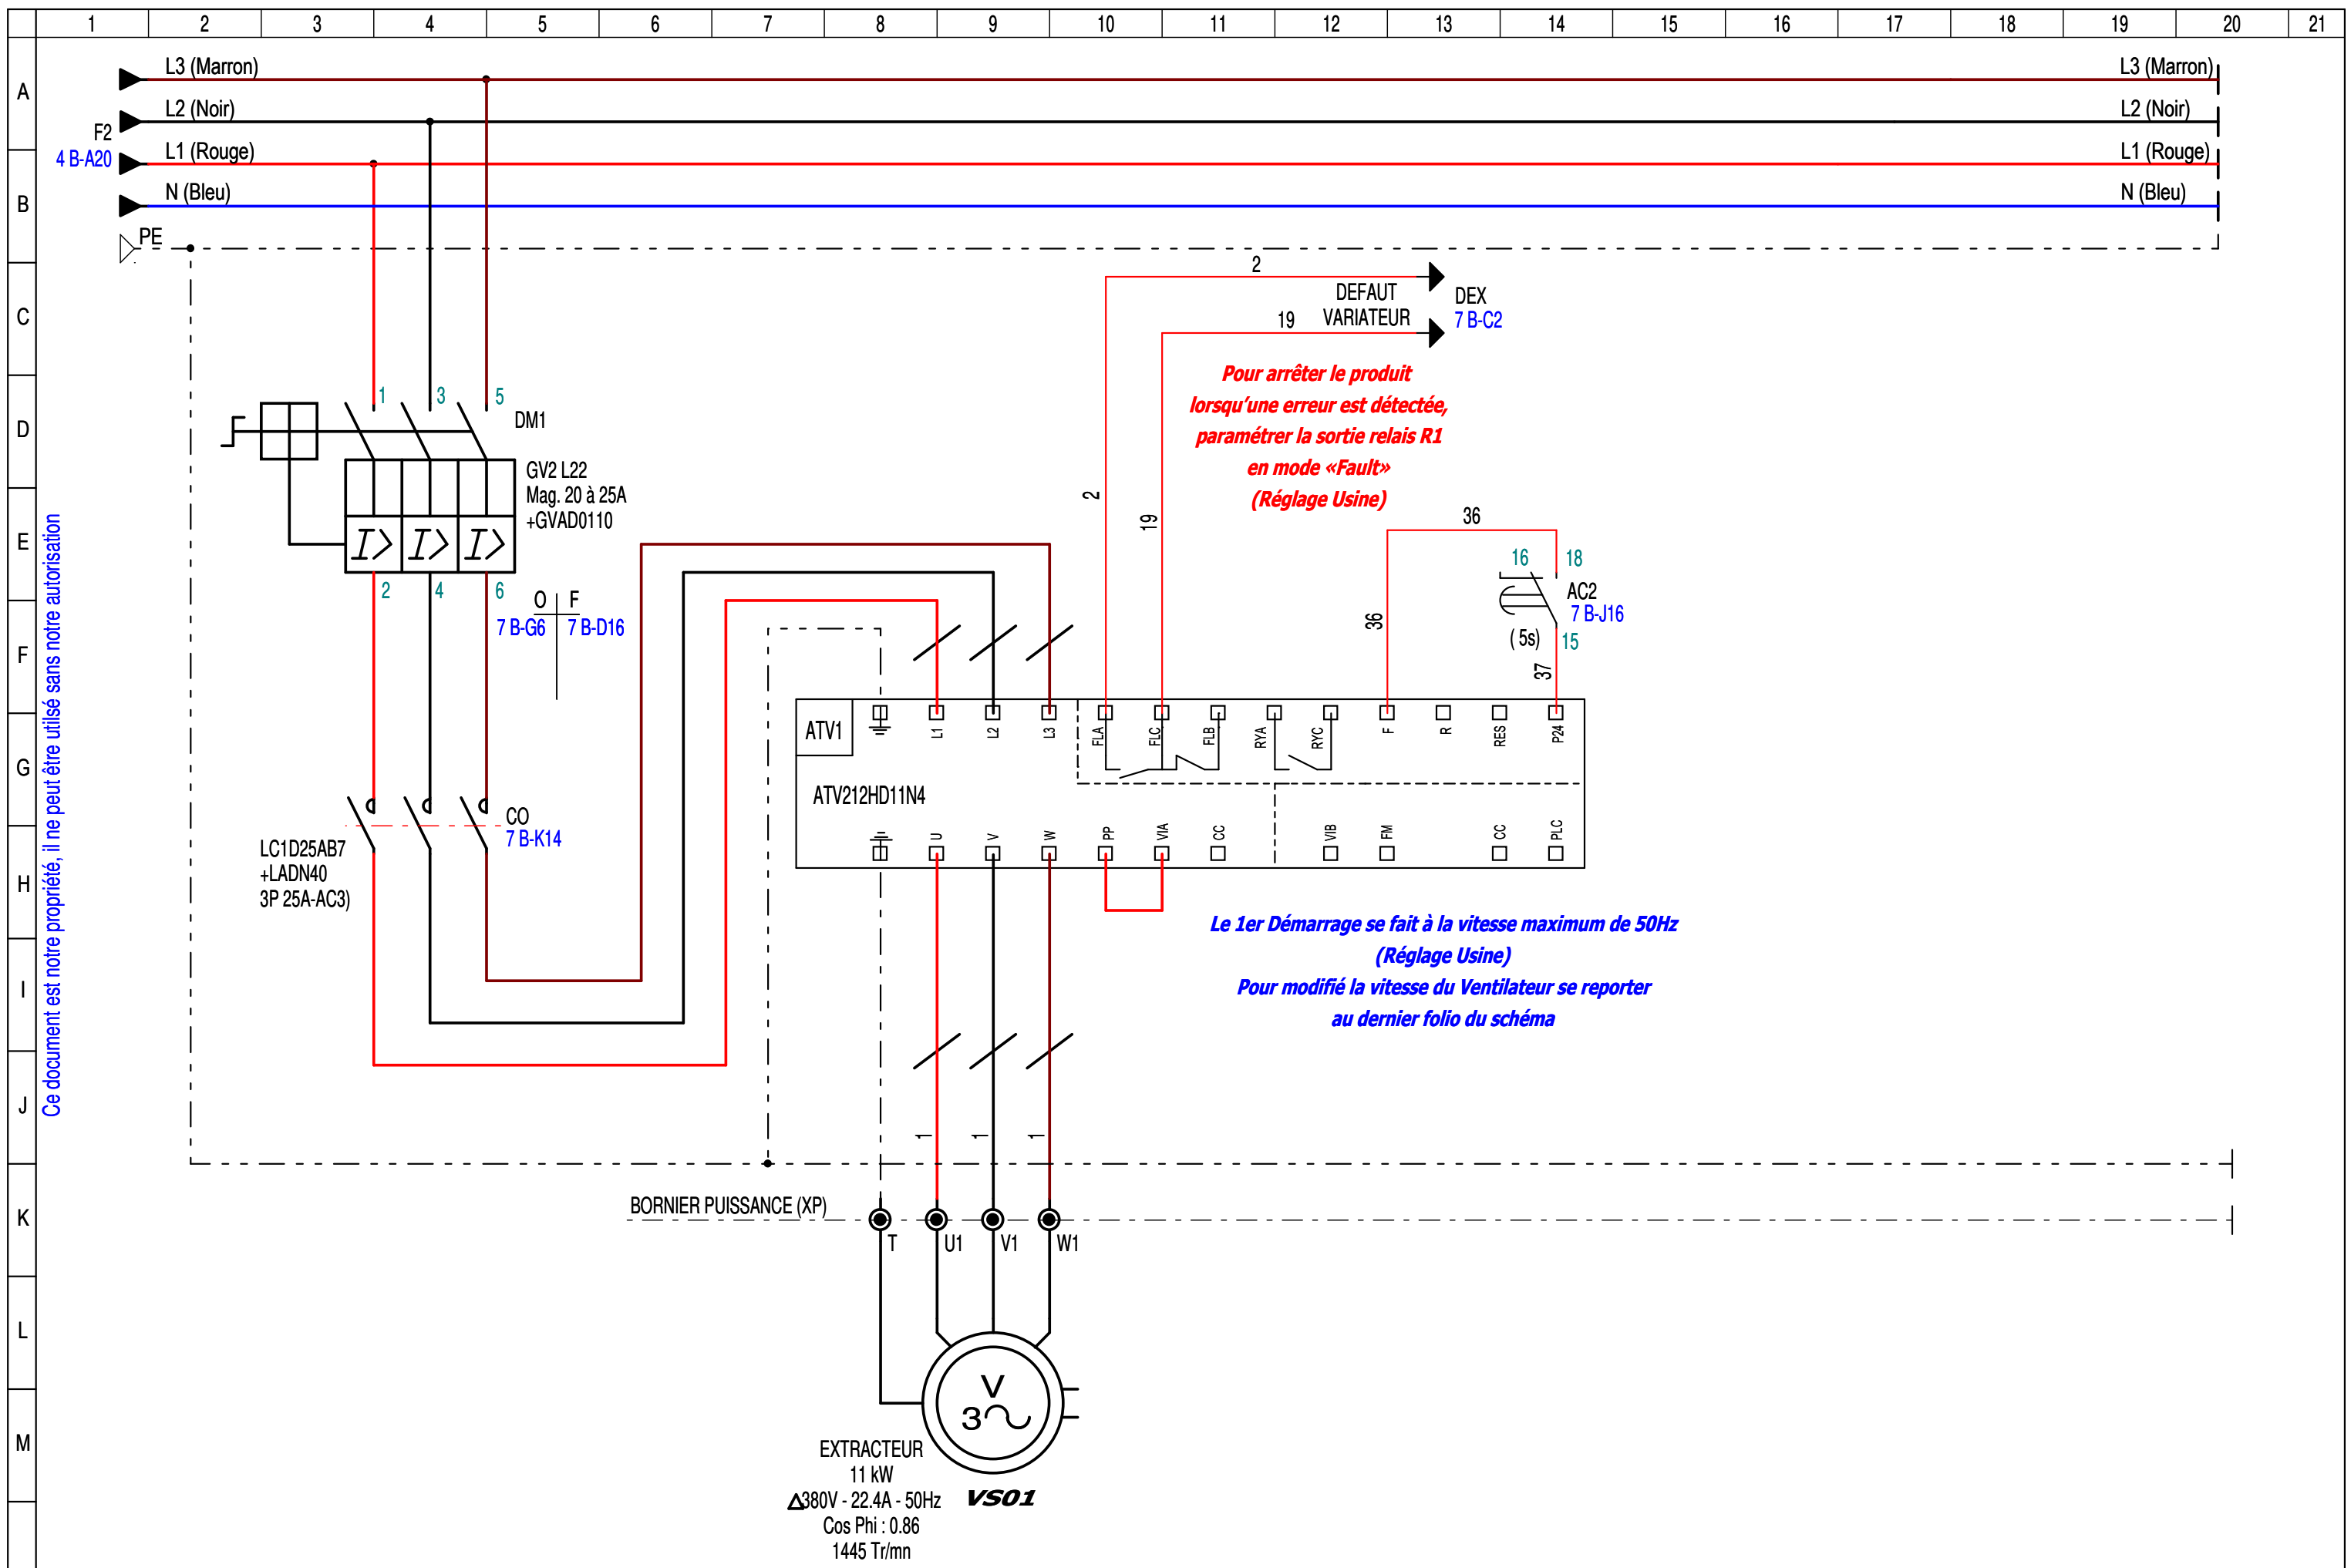 1 2 3 4 5 6 7 8 9 10 11 12 13 14 15 16 17 18 19 20 21
A
B
C
D
E
F
G
H
I
J
K
L
M
Ce document est notre propriété, il ne peut être utilsé sans notre autorisation
L3 (Marron)
L3 (Marron)
L2 (Noir)
L2 (Noir)
F2
4 B-A20
L1 (Rouge)
L1 (Rouge)
N (Bleu)
N (Bleu)
PE
2
DEFAUT
VARIATEUR
19
DEX
7 B-C2
Pour arrêter le produit
lorsqu'une erreur est détectée,
paramétrer la sortie relais R1
en mode «Fault»
(Réglage Usine)
1 3 5
DM1
GV2 L22
Mag. 20 à 25A
+GVAD0110
2 4 6
O F
7 B-G6 7 B-D16
2
19
36
36
16 18
AC2
7 B-J16
( 5s)
15
37
ATV1
L1 L2 L3 FLA FLC FLB RYA RYC F R RES P24
ATV212HD11N4
U V W PP VIA CC VIB FM CC PLC
CO
7 B-K14
LC1D25AB7
+LADN40
3P 25A-AC3)
Le 1er Démarrage se fait à la vitesse maximum de 50Hz
(Réglage Usine)
Pour modifié la vitesse du Ventilateur se reporter
au dernier folio du schéma
1 1 1
BORNIER PUISSANCE (XP)
T U1 V1 W1
V
3
EXTRACTEUR
11 kW
Δ380V - 22.4A - 50Hz
Cos Phi : 0.86
1445 Tr/mn
VS01